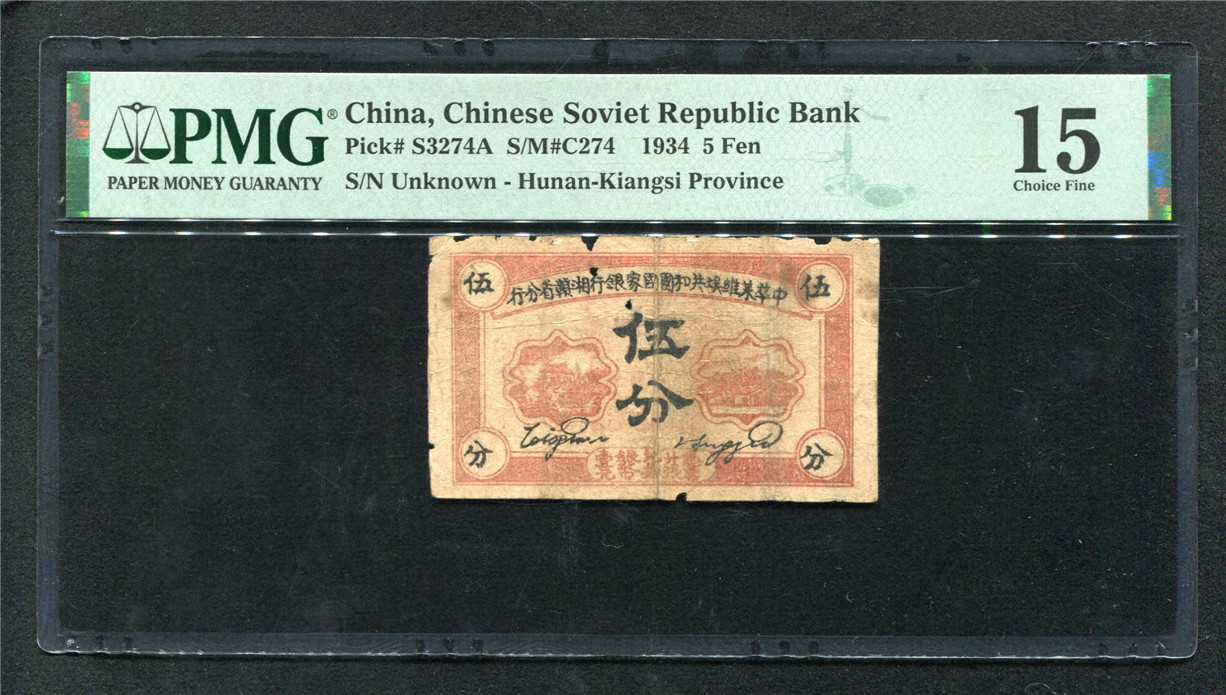 PMG®
PAPER MONEY GUARANTY
China, Chinese Soviet Republic Bank
Pick# S3274A S/M#C274 1934 5 Fen
S/N Unknown - Hunan-Kiangsi Province
15
Choice Fine
中華蘇維埃共和國國家銀行湘贛省分行
伍
伍
伍
分
分
分